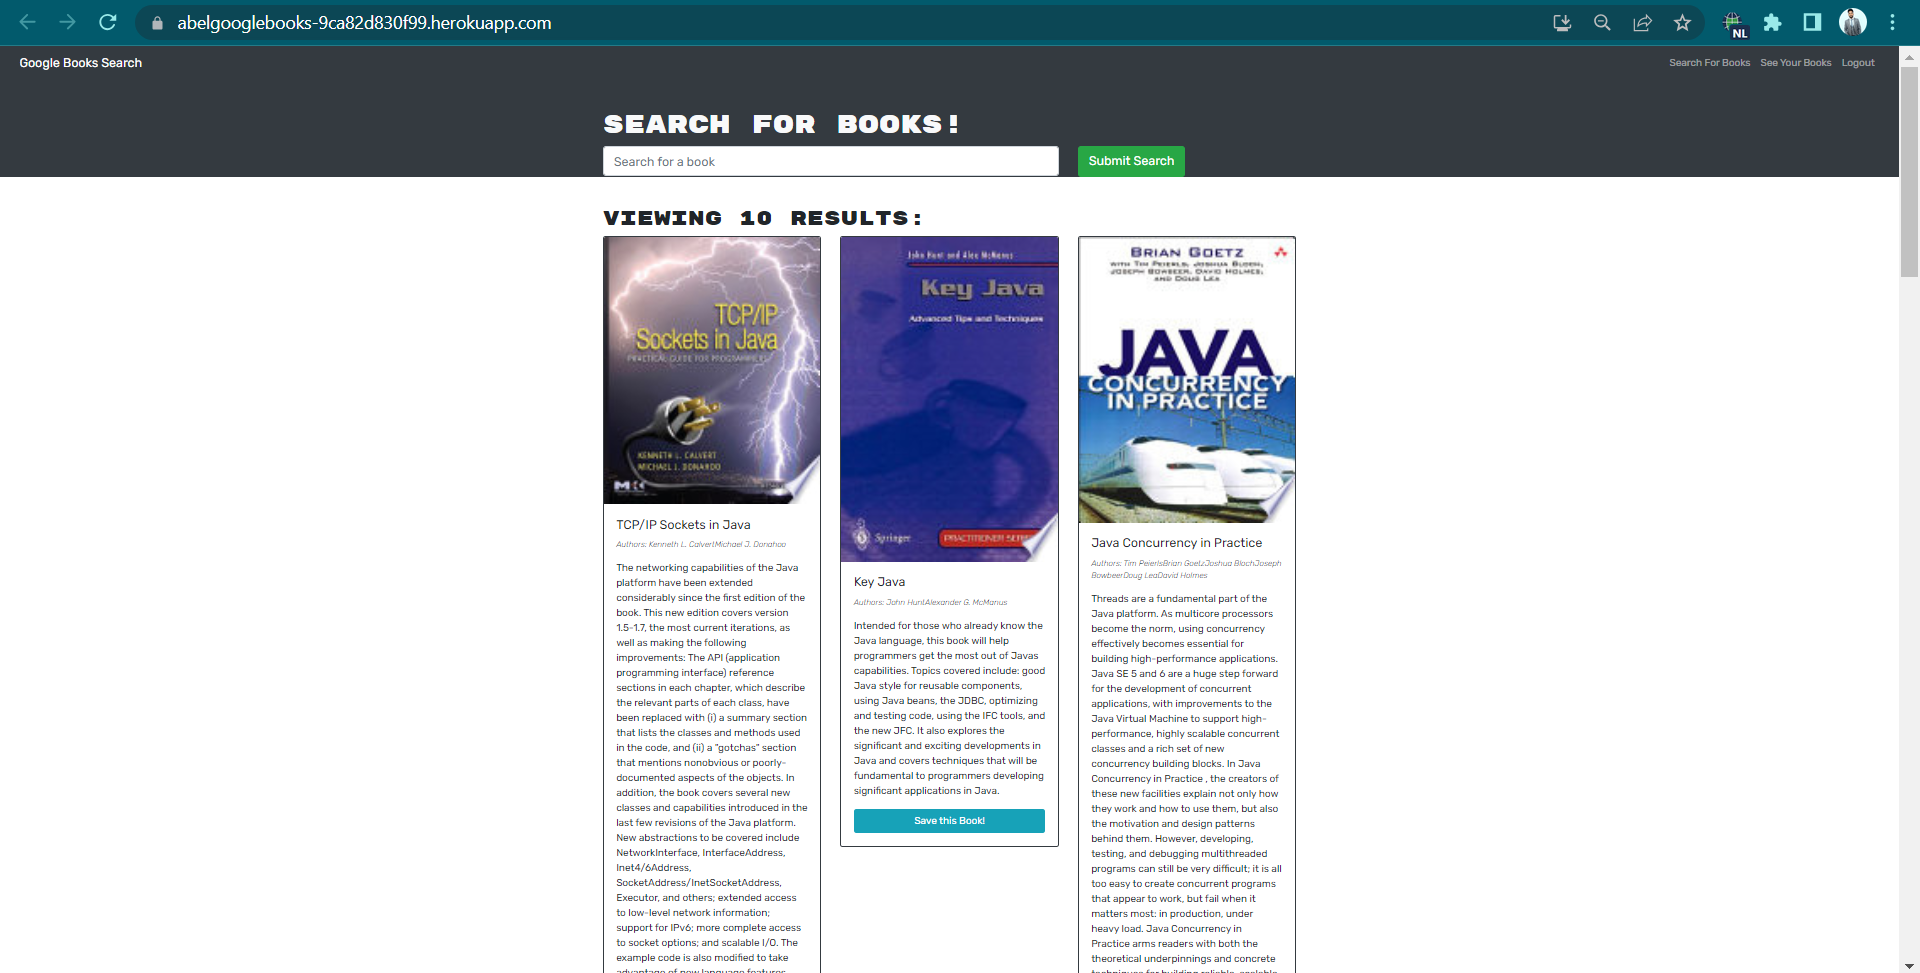 abelgooglebooks-9ca82d830f99.herokuapp.com
NL
Google Books Search
Search For Books See Your Books Logout
SEARCH FOR BOOKS!
Search for a book
Submit Search
VIEWING 10 RESULTS:
TCP/IP
Sockets in Java
PRACTICAL GUIDE FOR PROGRAMMERS
KENNETH L. CALVERT
MICHAEL J. DONAHOO
TCP/IP Sockets in Java
Authors: Kenneth L. CalvertMichael J. Donahoo
The networking capabilities of the Java
platform have been extended
considerably since the first edition of the
book. This new edition covers version
1.5-1.7, the most current iterations, as
well as making the following
improvements: The API (application
programming interface) reference
sections in each chapter, which describe
the relevant parts of each class, have
been replaced with (i) a summary section
that lists the classes and methods used
in the code, and (ii) a "gotchas" section
that mentions nonobvious or poorly-
documented aspects of the objects. In
addition, the book covers several new
classes and capabilities introduced in the
last few revisions of the Java platform.
New abstractions to be covered include
NetworkInterface, InterfaceAddress,
Inet4/6Address,
SocketAddress/InetSocketAddress,
Executor, and others; extended access
to low-level network information;
support for IPv6; more complete access
to socket options; and scalable I/O. The
example code is also modified to take
advantage of new language features
John Hunt and Alex McManus
Key Java
Advanced Tips and Techniques
Springer
PRACTITIONER
Key Java
Authors: John HuntAlexander G. McManus
Intended for those who already know the
Java language, this book will help
programmers get the most out of Javas
capabilities. Topics covered include: good
Java style for reusable components,
using Java beans, the JDBC, optimizing
and testing code, using the IFC tools, and
the new JFC. It also explores the
significant and exciting developments in
Java and covers techniques that will be
fundamental to programmers developing
significant applications in Java.
Save this Book!
BRIAN GOETZ
WITH TIM PEIERLS, JOSHUA BLOCH,
JOSEPH BOWBEER, DAVID HOLMES,
AND DOUG LEA
JAVA
CONCURRENCY
IN PRACTICE
Java Concurrency in Practice
Authors: Tim PeierlsBrian GoetzJoshua BlochJoseph
BowbeerDoug LeaDavid Holmes
Threads are a fundamental part of the
Java platform. As multicore processors
become the norm, using concurrency
effectively becomes essential for
building high-performance applications.
Java SE 5 and 6 are a huge step forward
for the development of concurrent
applications, with improvements to the
Java Virtual Machine to support high-
performance, highly scalable concurrent
classes and a rich set of new
concurrency building blocks. In Java
Concurrency in Practice , the creators of
these new facilities explain not only how
they work and how to use them, but also
the motivation and design patterns
behind them. However, developing,
testing, and debugging multithreaded
programs can still be very difficult; it is all
too easy to create concurrent programs
that appear to work, but fail when it
matters most: in production, under
heavy load. Java Concurrency in
Practice arms readers with both the
theoretical underpinnings and concrete
techniques for building reliable, scalable